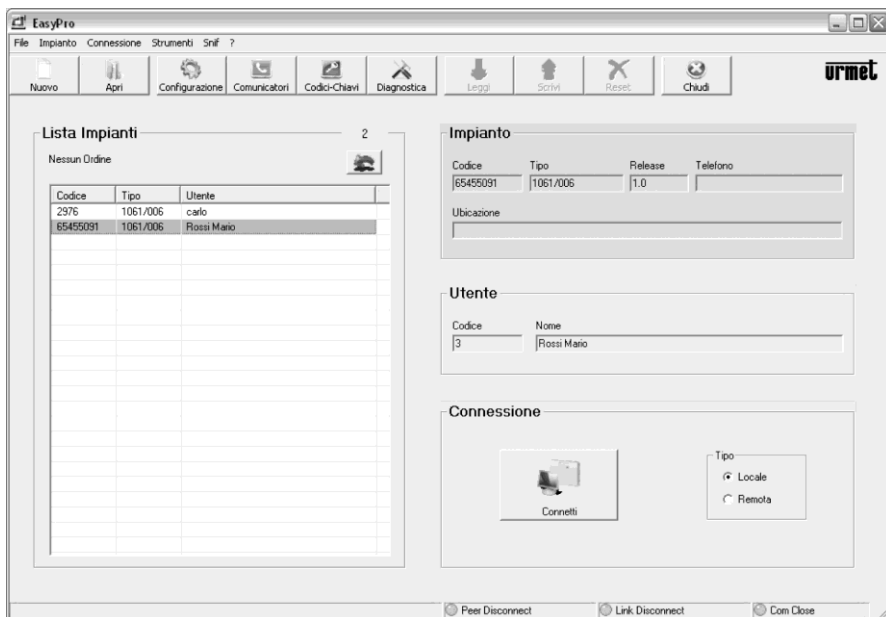 EasyPro
File Impianto Connessione Strumenti Snif ?
Nuovo Apri Configurazione Comunicatori Codici-Chiavi Diagnostica Leggi Scrivi Reset Chiudi
urmet
Lista Impianti 2
Nessun Ordine
Codice Tipo Utente
2976 1061/006 carlo
65455091 1061/006 Rossi Mario
Impianto
Codice Tipo Release Telefono
65455091 1061/006 1.0
Ubicazione
Utente
Codice Nome
3 Rossi Mario
Connessione
Connetti
Tipo
Locale
Remota
Peer Disconnect Link Disconnect Com Close